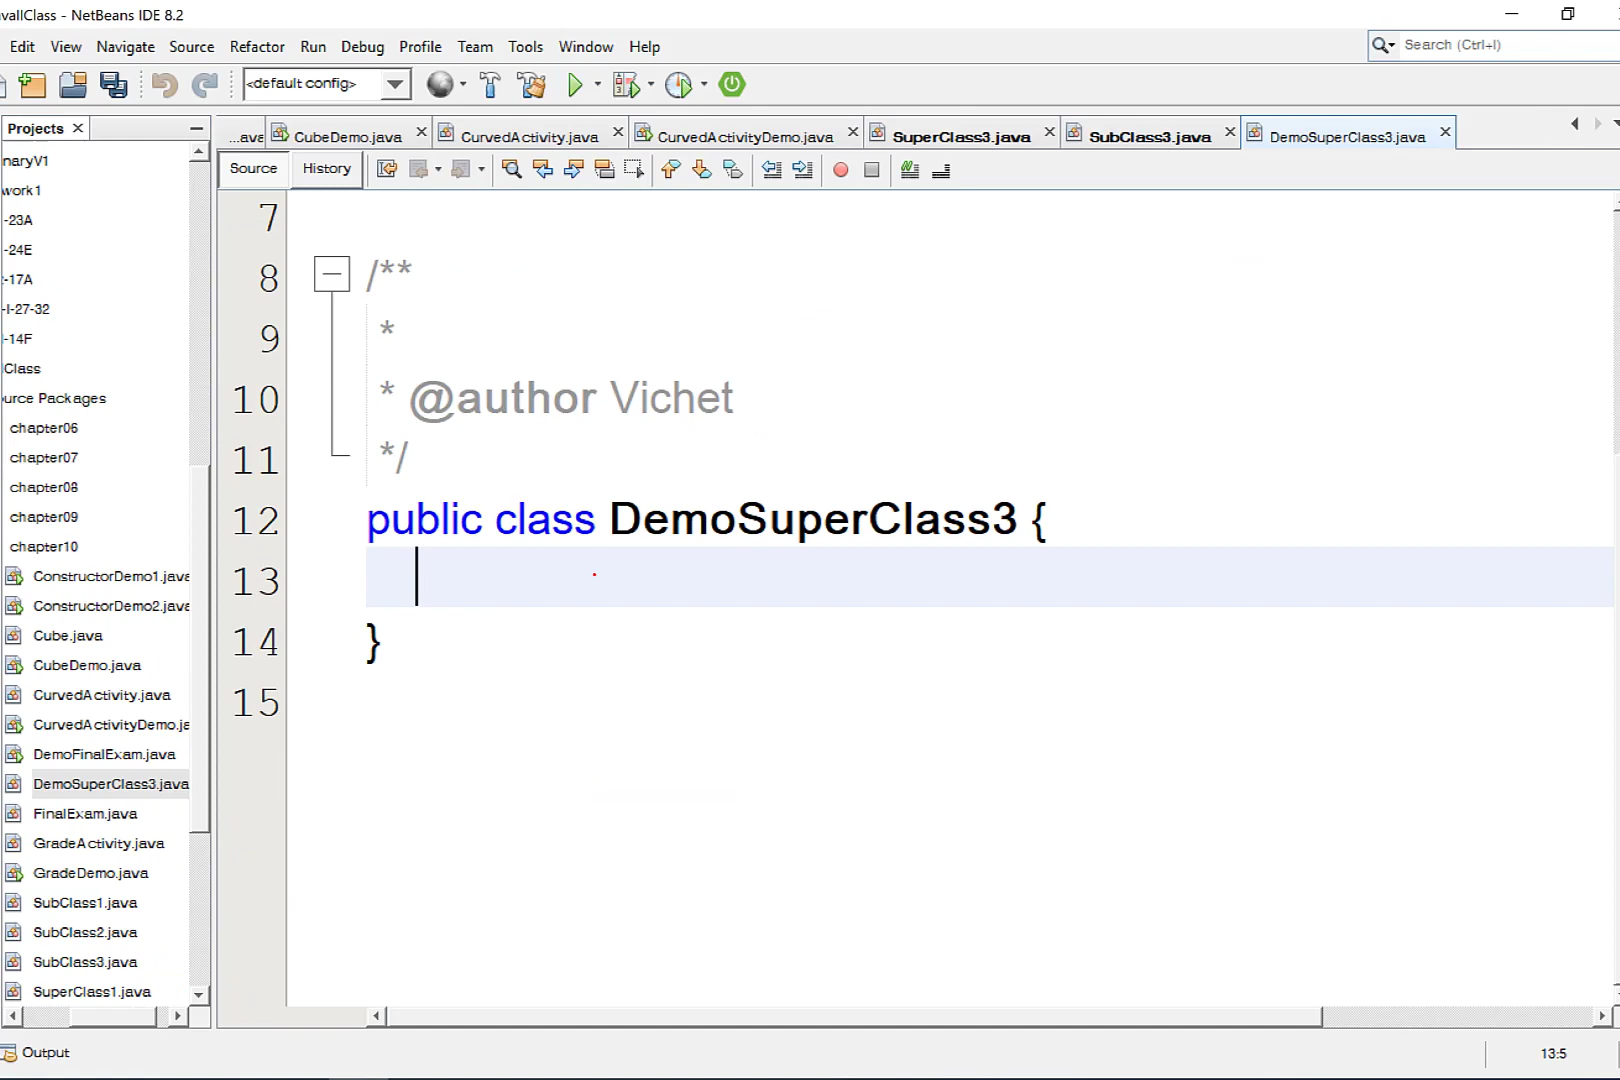 vallClass - NetBeans IDE 8.2
Edit View Navigate Source Refactor Run Debug Profile Team Tools Window Help
Search (Ctrl+I)
<default config>
Projects
...ava CubeDemo.java CurvedActivity.java CurvedActivityDemo.java SuperClass3.java SubClass3.java DemoSuperClass3.java
Source History
naryV1
work1
-23A
-24E
-17A
-I-27-32
-14F
Class
urce Packages
chapter06
chapter07
chapter08
chapter09
chapter10
ConstructorDemo1.java
ConstructorDemo2.java
Cube.java
CubeDemo.java
CurvedActivity.java
CurvedActivityDemo.ja
DemoFinalExam.java
DemoSuperClass3.java
FinalExam.java
GradeActivity.java
GradeDemo.java
SubClass1.java
SubClass2.java
SubClass3.java
SuperClass1.java
7
8 /**
9 *
10 * @author Vichet
11 */
12 public class DemoSuperClass3 {
13
14 }
15
Output
13:5